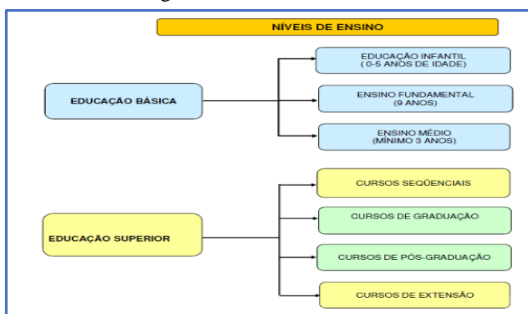 NÍVEIS DE ENSINO
EDUCAÇÃO BÁSICA
EDUCAÇÃO INFANTIL
( 0-5 ANOS DE IDADE)
ENSINO FUNDAMENTAL
(9 ANOS)
ENSINO MÉDIO
(MÍNIMO 3 ANOS)
EDUCAÇÃO SUPERIOR
CURSOS SEQÜENCIAIS
CURSOS DE GRADUAÇÃO
CURSOS DE PÓS-GRADUAÇÃO
CURSOS DE EXTENSÃO